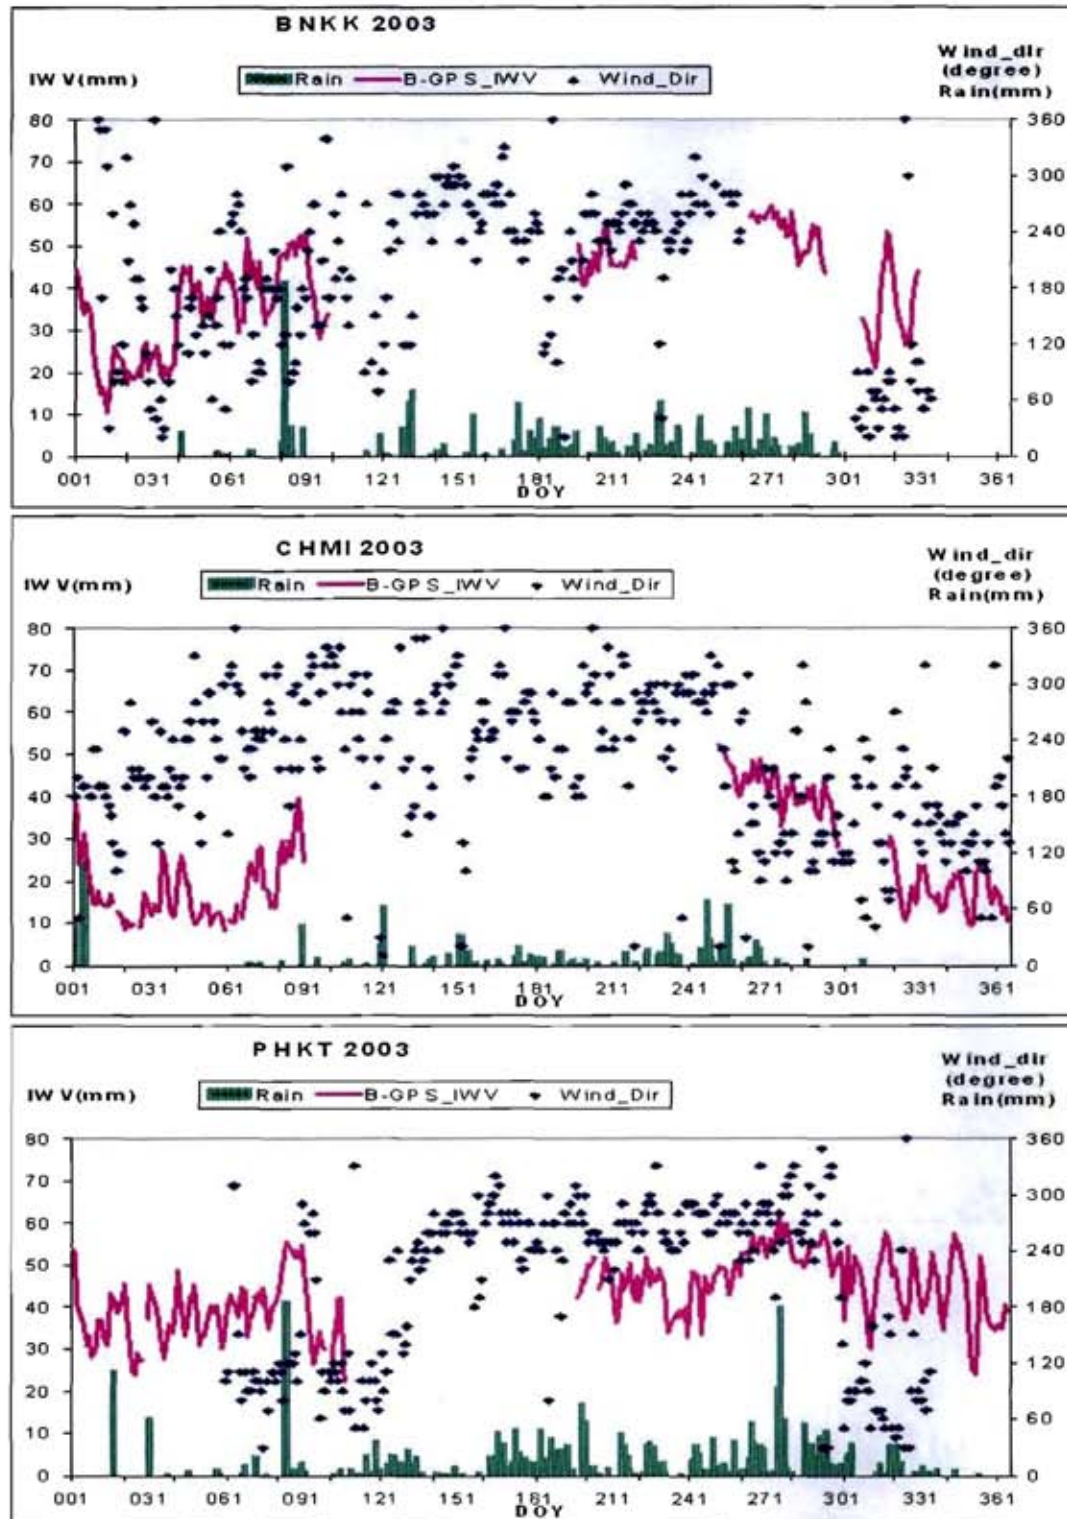 BNKK 2003
IWV(mm)
Rain B-GPS_IWV Wind_Dir
Wind_dir
(degree)
Rain(mm)
80 360
70 300
60
50 240
40 180
30 120
20
10 60
0 0
001 031 061 091 121 151 181 211 241 271 301 331 361
DOY
CHMI 2003
IWV(mm)
Rain B-GPS_IWV Wind_Dir
Wind_dir
(degree)
Rain(mm)
80 360
70 300
60
50 240
40 180
30 120
20
10 60
0 0
001 031 061 091 121 151 181 211 241 271 301 331 361
DOY
PHKT 2003
IWV(mm)
Rain B-GPS_IWV Wind_Dir
Wind_dir
(degree)
Rain(mm)
80 360
70 300
60
50 240
40 180
30 120
20
10 60
0 0
001 031 061 091 121 151 181 211 241 271 301 331 361
DOY